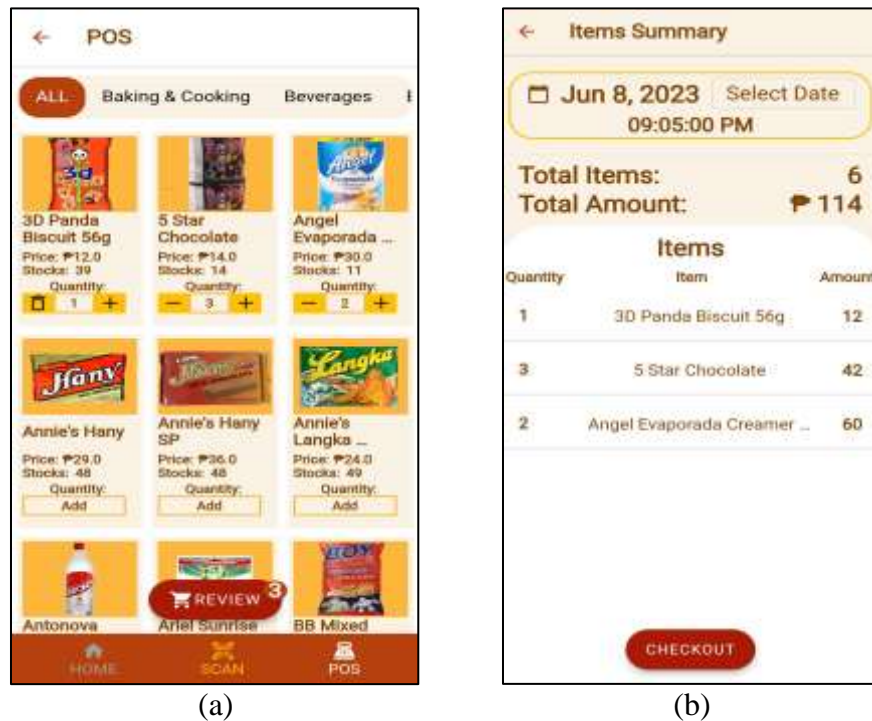 POS
ALL Baking & Cooking Beverages
3D Panda
Biscuit 56g
Price: ₱12.0
Stocks: 39
Quantity:
1 +
5 Star
Chocolate
Price: ₱14.0
Stocks: 14
Quantity:
− 3 +
Angel
Evaporada ...
Price: ₱30.0
Stocks: 11
Quantity:
− 2 +
Hany
Annie's Hany
Price: ₱29.0
Stocks: 48
Quantity:
Add
Annie's Hany
SP
Price: ₱36.0
Stocks: 48
Quantity:
Add
Langka
Annie's
Langka ...
Price: ₱24.0
Stocks: 49
Quantity:
Add
Antonova
Ariel Sunrise
BB Mixed
REVIEW 3
HOME SCAN POS
(a)
Items Summary
Jun 8, 2023 Select Date
09:05:00 PM
Total Items: 6
Total Amount: ₱ 114
Items
Quantity Item Amount
1 3D Panda Biscuit 56g 12
3 5 Star Chocolate 42
2 Angel Evaporada Creamer ... 60
CHECKOUT
(b)